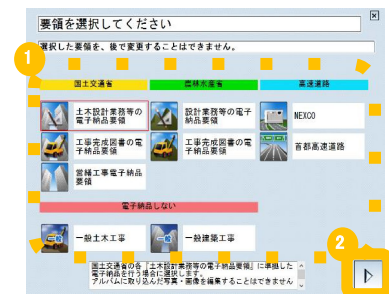 要領を選択してください
選択した要領を、後で変更することはできません。
1
国土交通省 農林水産省 高速道路
土木設計業務等の電子納品要領
設計業務等の電子納品要領
NEXCO
工事完成図書の電子納品要領
工事完成図書の電子納品要領
首都高速道路
営繕工事電子納品要領
電子納品しない
一般土木工事
一般建築工事
2
国土交通省の各「土木設計業務等の電子納品要領」に準拠した
電子納品を行う場合に選択します。
アルバムに取り込んだ写真・画像を編集することはできません